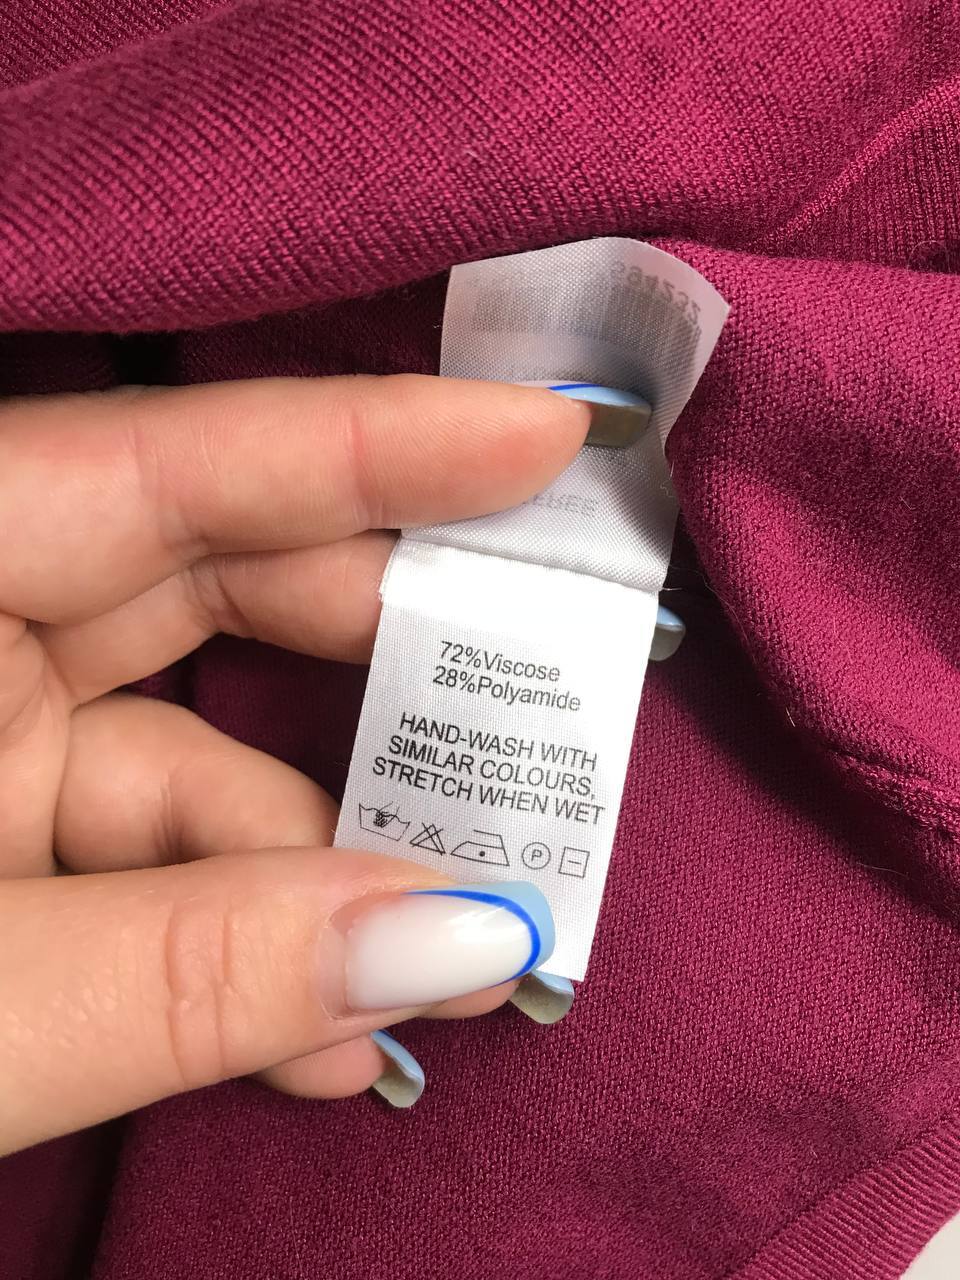 72%Viscose
28%Polyamide
HAND-WASH WITH
SIMILAR COLOURS,
STRETCH WHEN WET
P